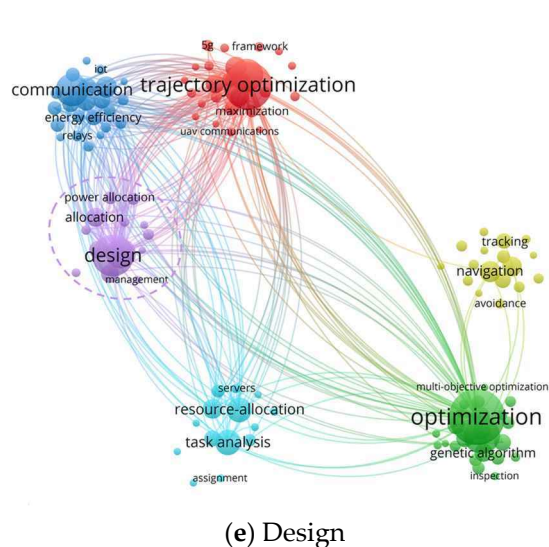 5g
framework
iot
communication
trajectory optimization
energy efficiency
maximization
relays
uav communications
power allocation
allocation
design
management
tracking
navigation
avoidance
servers
resource-allocation
task analysis
assignment
multi-objective optimization
optimization
genetic algorithm
inspection
(e) Design